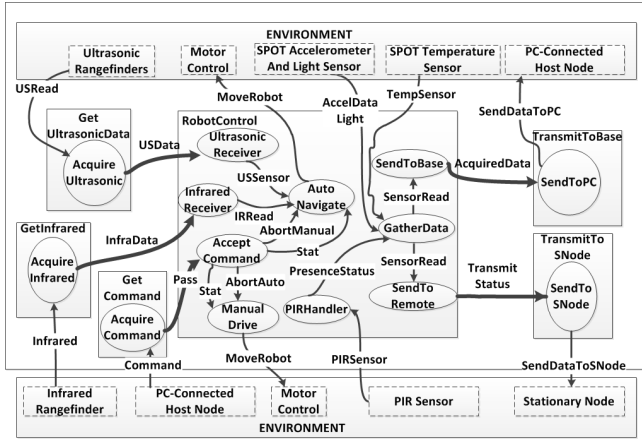 ENVIRONMENT
Ultrasonic
Rangefinders
Motor
Control
SPOT Accelerometer
And Light Sensor
SPOT Temperature
Sensor
PC-Connected
Host Node
USRead
MoveRobot
AccelData
Light
TempSensor
SendDataToPC
Get
UltrasonicData
Acquire
Ultrasonic
USData
RobotControl
Ultrasonic
Receiver
USSensor
SendToBase
AcquiredData
TransmitToBase
SendToPC
Infrared
Receiver
IRRead
Auto
Navigate
SensorRead
GatherData
GetInfrared
Acquire
Infrared
InfraData
AbortManual
Accept
Command
Stat
SensorRead
TransmitTo
SNode
Get
Command
Acquire
Command
Pass
Stat
AbortAuto
PresenceStatus
SendTo
Remote
Transmit
Status
SendTo
SNode
Manual
Drive
PIRHandler
Infrared
Command
MoveRobot
PIRSensor
SendDataToSNode
Infrared
Rangefinder
PC-Connected
Host Node
Motor
Control
PIR Sensor
Stationary Node
ENVIRONMENT